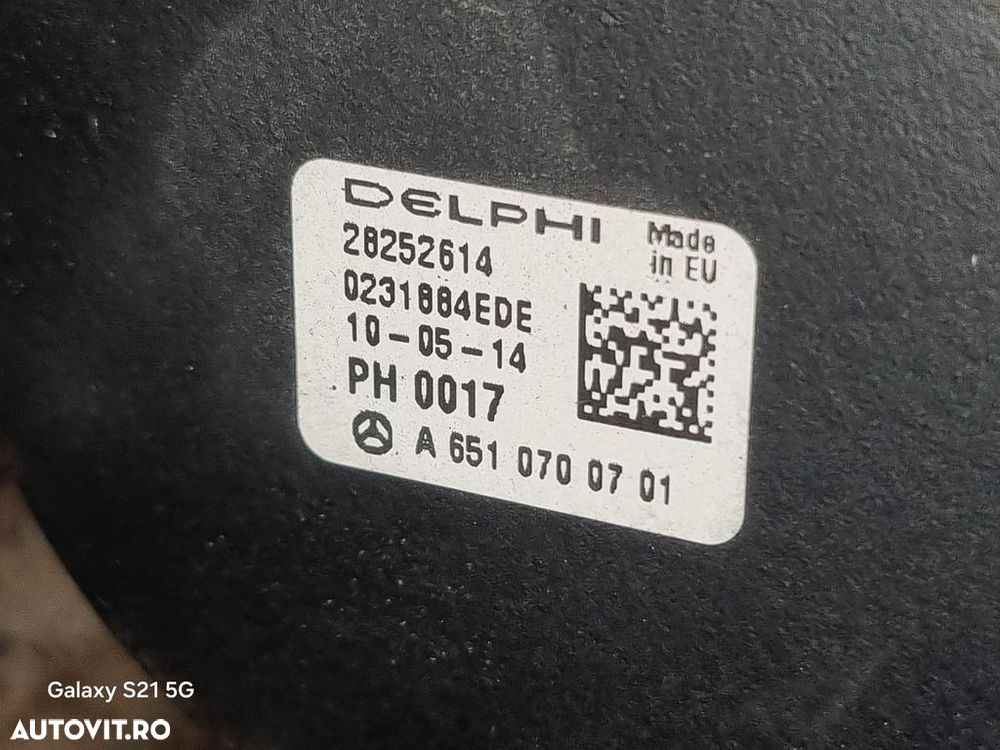 DELPHI
Made
in EU
28252614
0231884EDE
10-05-14
PH 0017
A 651 070 07 01
Galaxy S21 5G
AUTOVIT.RO